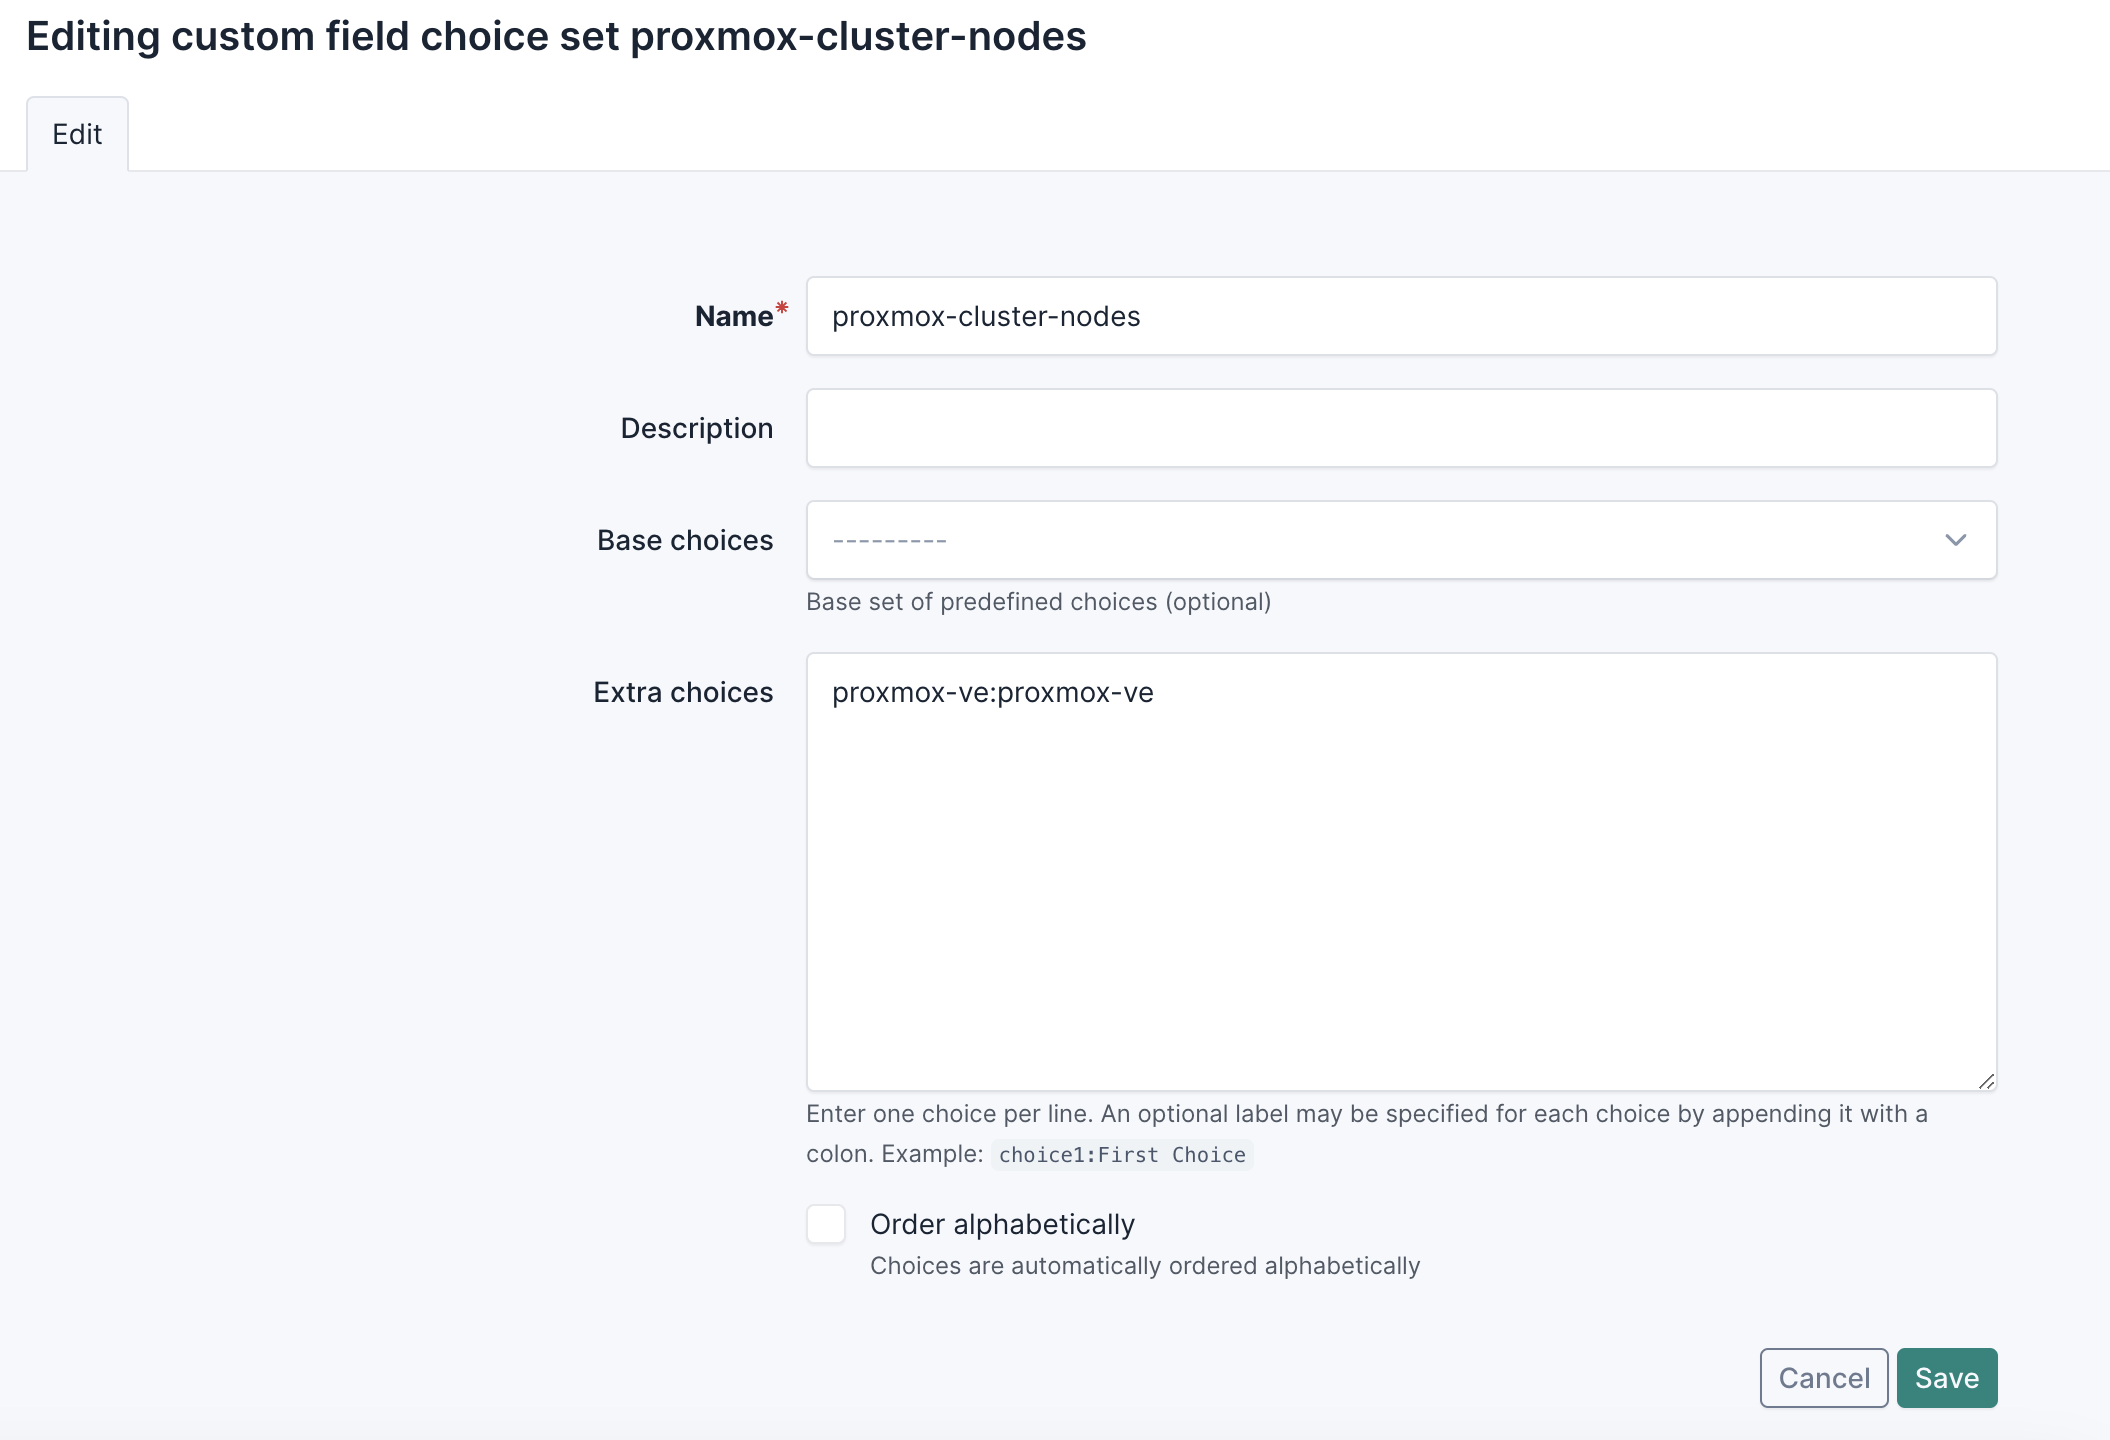 Editing custom field choice set proxmox-cluster-nodes
Edit
Name*
proxmox-cluster-nodes
Description
Base choices
---------
Base set of predefined choices (optional)
Extra choices
proxmox-ve:proxmox-ve
Enter one choice per line. An optional label may be specified for each choice by appending it with a
colon. Example: choice1:First Choice
Order alphabetically
Choices are automatically ordered alphabetically
Cancel
Save